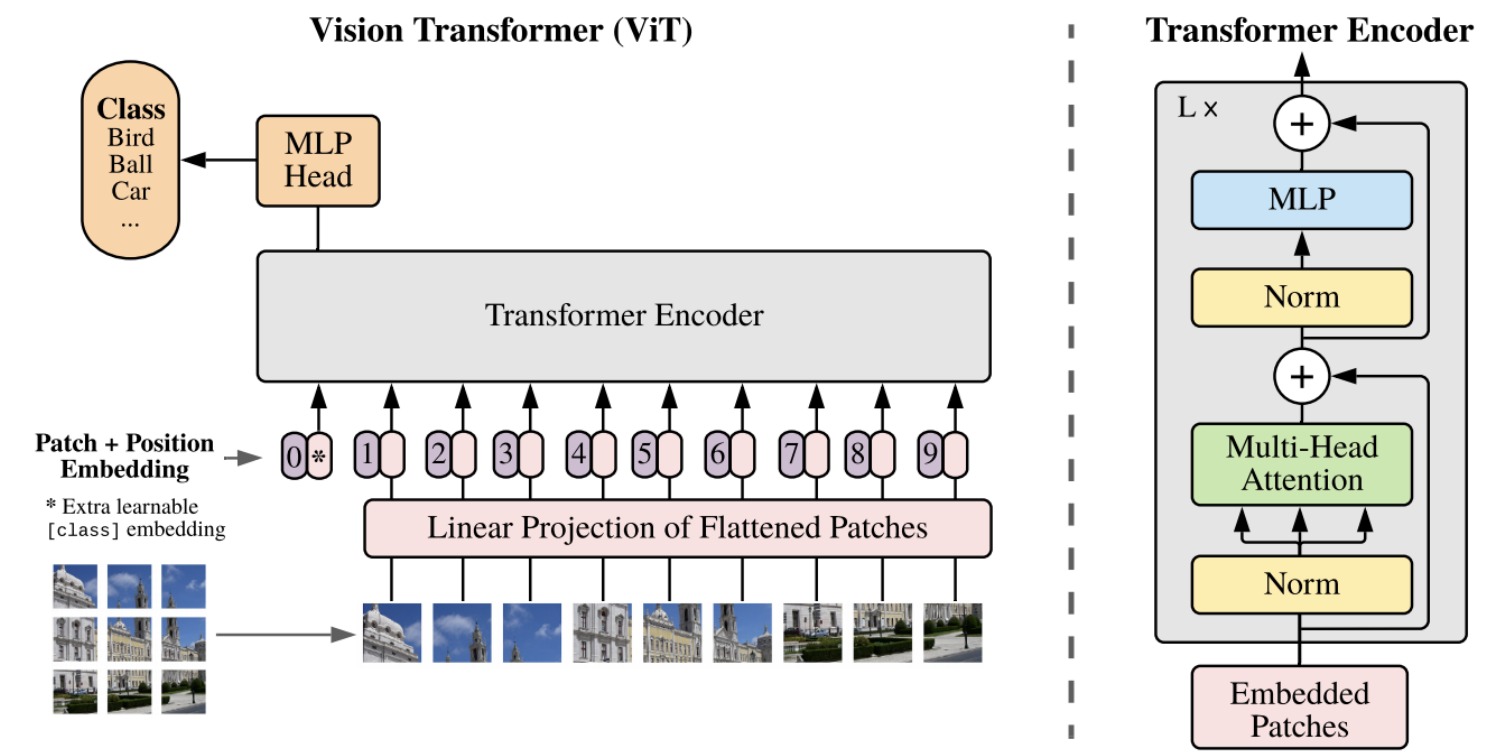 Vision Transformer (ViT)
Class
Bird
Ball
Car
...
MLP
Head
Transformer Encoder
Patch + Position
Embedding
0 * 1 2 3 4 5 6 7 8 9
* Extra learnable
[class] embedding
Linear Projection of Flattened Patches
Transformer Encoder
L ×
+
MLP
Norm
+
Multi-Head
Attention
Norm
Embedded
Patches